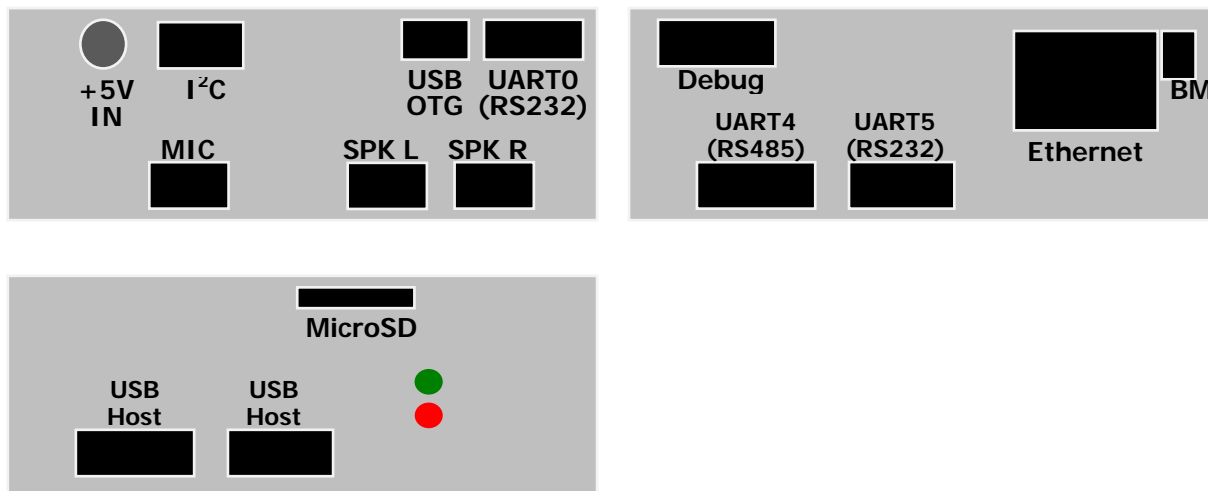 +5V
IN
I²C
USB
OTG
UART0
(RS232)
MIC
SPK L
SPK R
Debug
UART4
(RS485)
UART5
(RS232)
Ethernet
BM
MicroSD
USB
Host
USB
Host